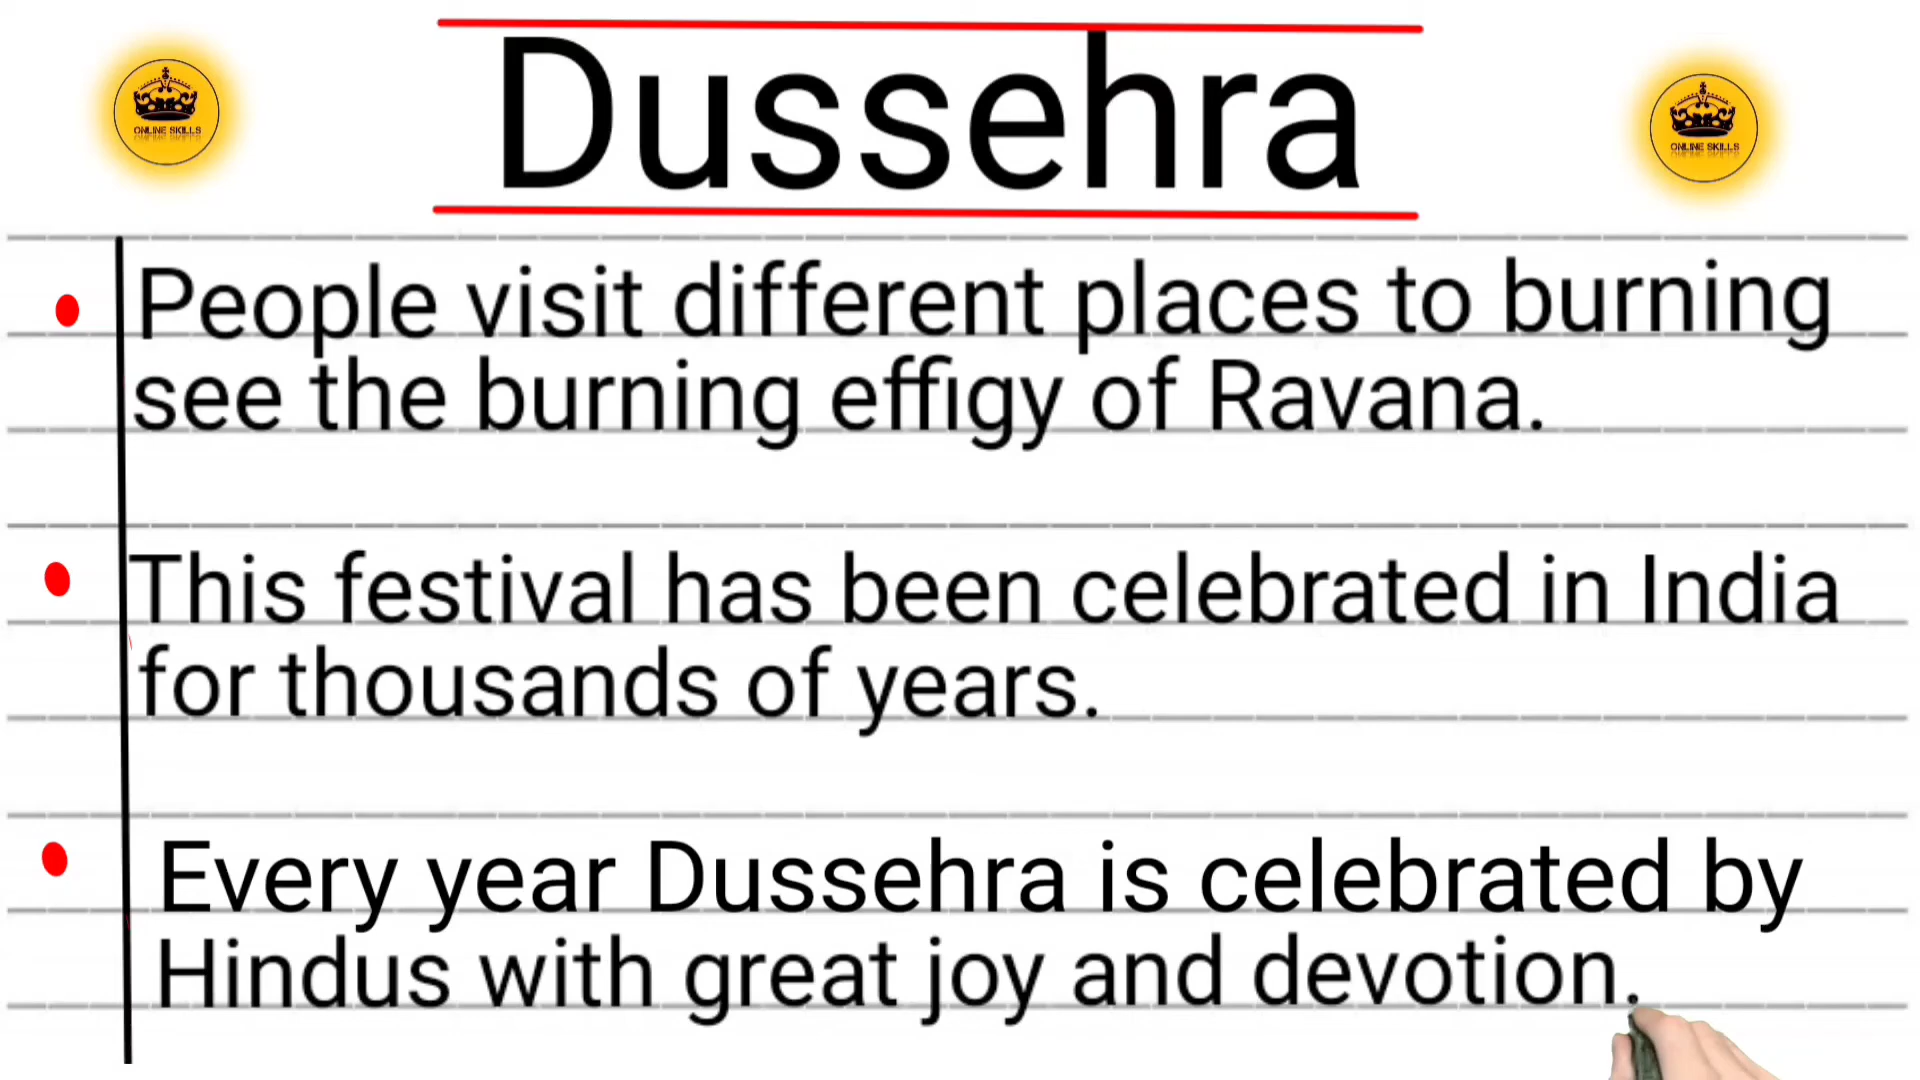 Dussehra
ONLINE SKILLS
ONLINE SKILLS
People visit different places to burning
see the burning effigy of Ravana.
This festival has been celebrated in India
for thousands of years.
Every year Dussehra is celebrated by
Hindus with great joy and devotion.